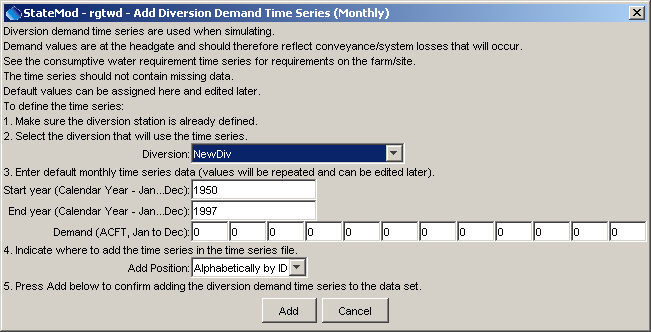 StateMod - rgtwd - Add Diversion Demand Time Series (Monthly)
Diversion demand time series are used when simulating.
Demand values are at the headgate and should therefore reflect conveyance/system losses that will occur.
See the consumptive water requirement time series for requirements on the farm/site.
The time series should not contain missing data.
Default values can be assigned here and edited later.
To define the time series:
1. Make sure the diversion station is already defined.
2. Select the diversion that will use the time series.
Diversion: NewDiv
3. Enter default monthly time series data (values will be repeated and can be edited later).
Start year (Calendar Year - Jan...Dec): 1950
End year (Calendar Year - Jan...Dec): 1997
Demand (ACFT, Jan to Dec): 0 0 0 0 0 0 0 0 0 0 0 0
4. Indicate where to add the time series in the time series file.
Add Position: Alphabetically by ID
5. Press Add below to confirm adding the diversion demand time series to the data set.
Add Cancel